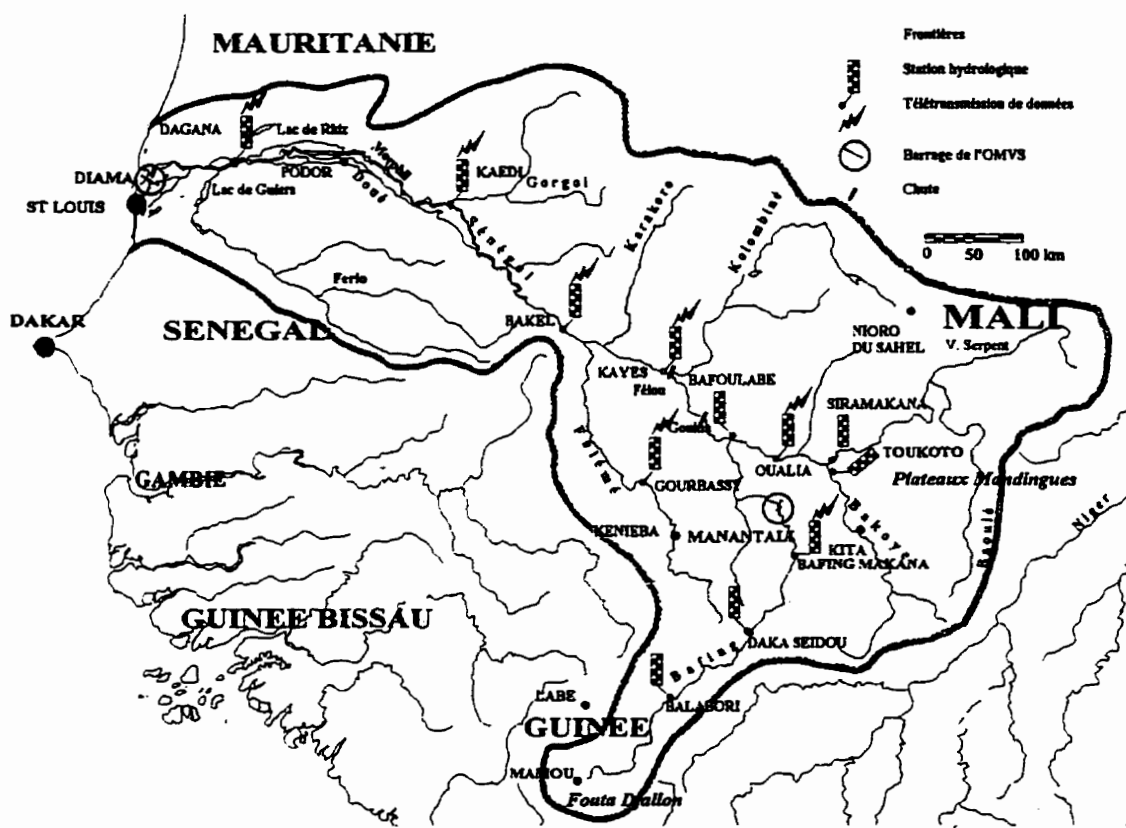 MAURITANIE
Frontières
Station hydrologique
Télétransmission de données
Barrage de l'OMVS
Chute
0 50 100 km
DAGANA
Lac de Rkiz
DIAMA
PODOR
Doué
KAEDI
Gorgol
Lac de Guiers
ST LOUIS
Sénégal
Karakoro
Kolombiné
Ferlo
DAKAR
SENEGAL
BAKEL
MALI
NIORO
DU SAHEL
V. Serpent
KAYES
Félou
BAFOULABE
SIRAMAKANA
Gouina
Falémé
OUALIA
TOUKOTO
Plateaux Mandingues
GAMBIE
GOURBASSY
KENIEBA
MANANTALI
Bakoye
KITA
BAFING MAKANA
Baoulé
Niger
GUINEE BISSAU
DAKA SEIDOU
Bafing
BALABORI
LABE
GUINEE
MAMOU
Fouta Djallon